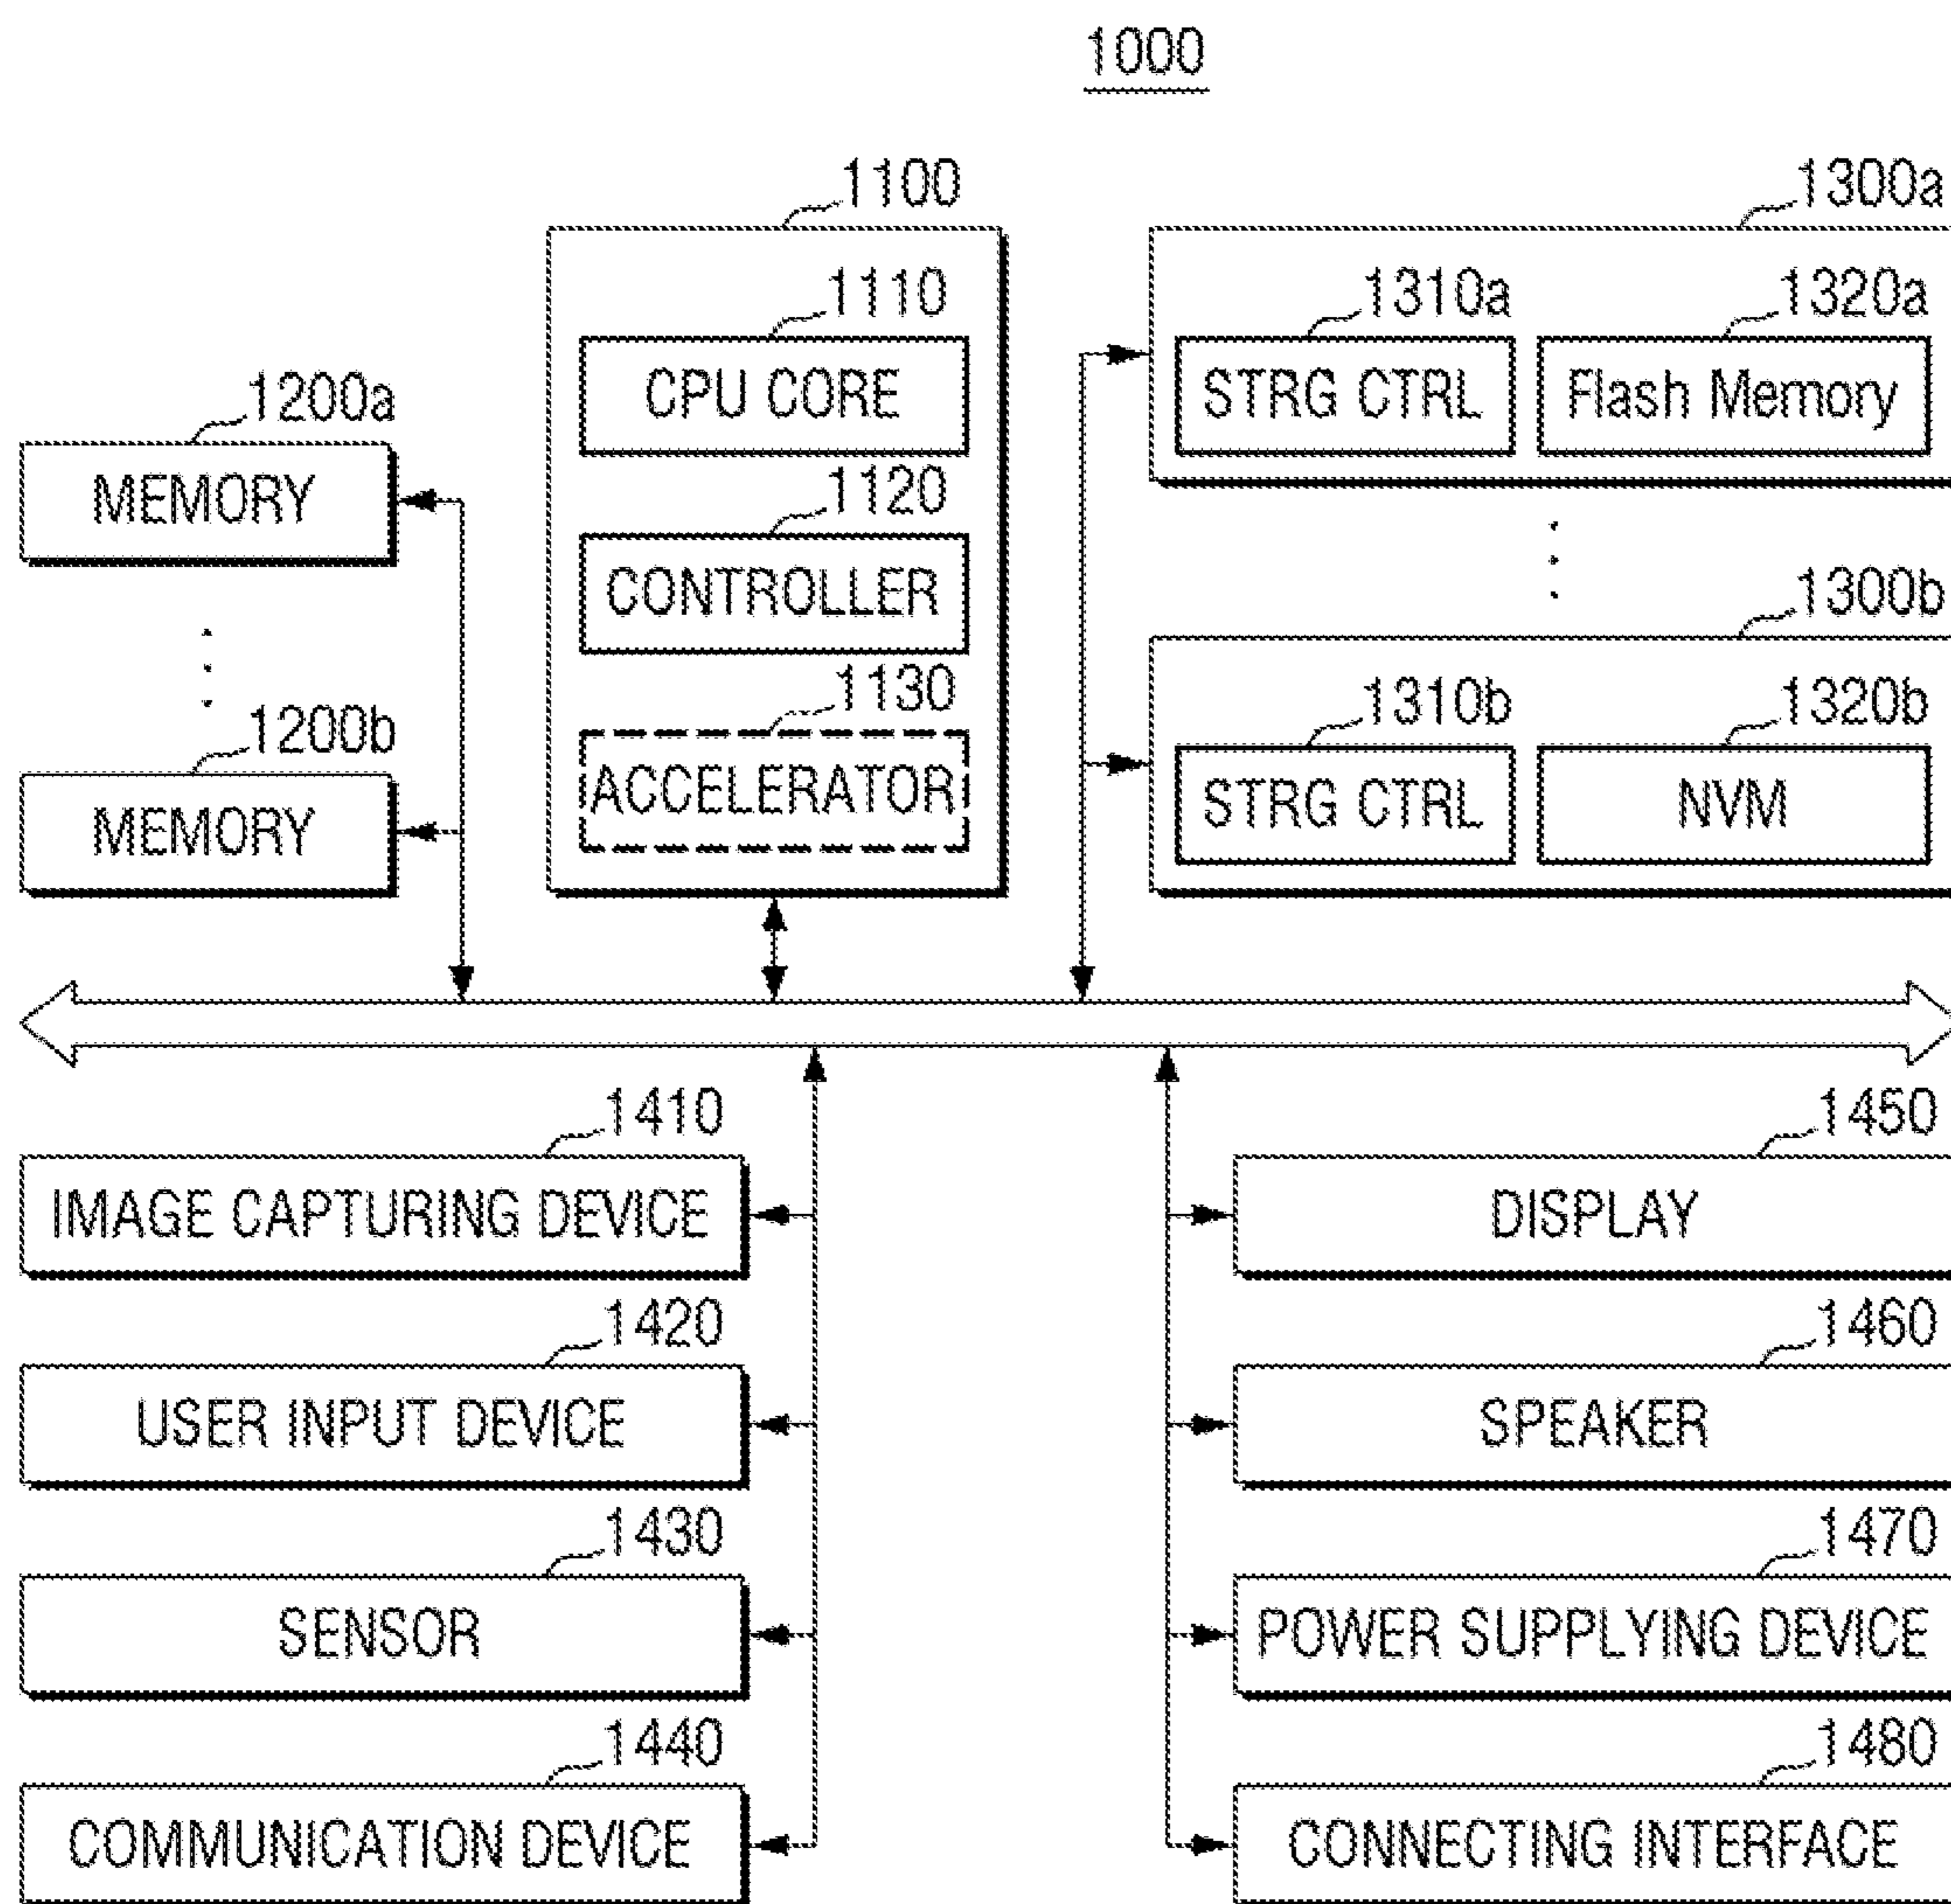 1000
1100
1300a
1110
1310a
1320a
CPU CORE
STRG CTRL
Flash Memory
1200a
MEMORY
1120
CONTROLLER
1300b
1130
1310b
1320b
1200b
ACCELERATOR
STRG CTRL
NVM
MEMORY
1410
1450
IMAGE CAPTURING DEVICE
DISPLAY
1420
1460
USER INPUT DEVICE
SPEAKER
1430
1470
SENSOR
POWER SUPPLYING DEVICE
1440
1480
COMMUNICATION DEVICE
CONNECTING INTERFACE